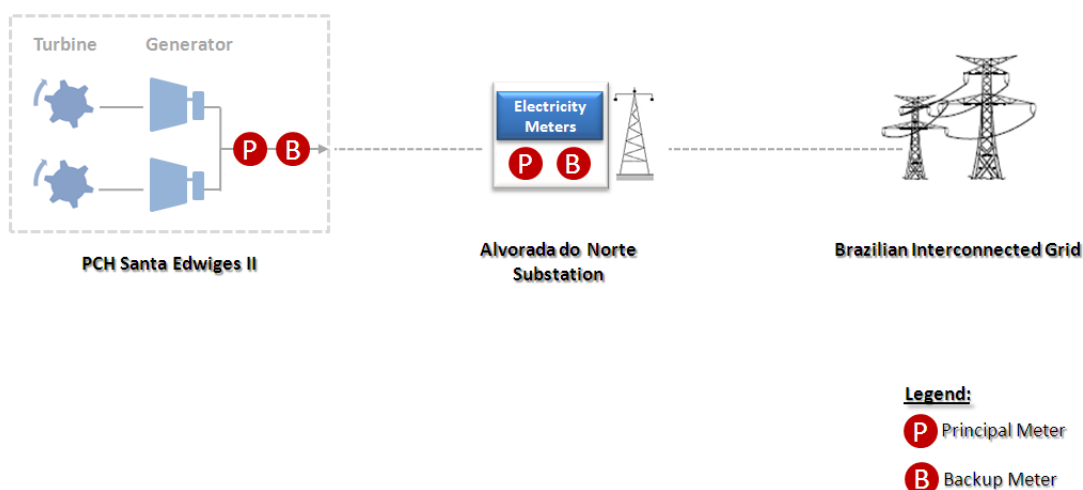 Turbine
Generator
P
B
PCH Santa Edwiges II
Electricity
Meters
P
B
Alvorada do Norte
Substation
Brazilian Interconnected Grid
Legend:
P Principal Meter
B Backup Meter